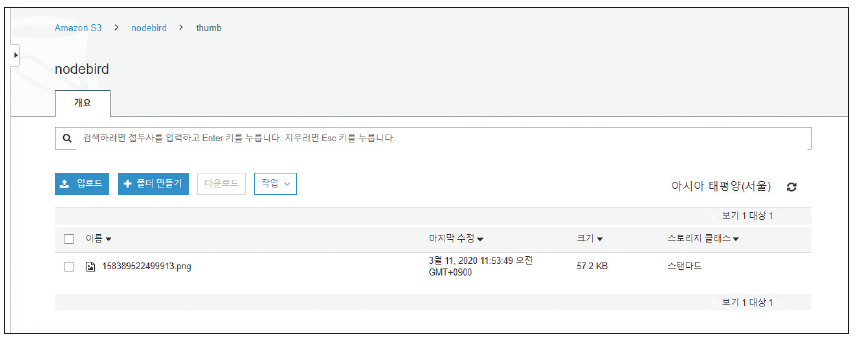 Amazon S3 > nodebird > thumb
nodebird
개요
검색하려면 접두사를 입력하고 Enter 키를 누릅니다. 지우려면 Esc 키를 누릅니다.
업로드 + 폴더 만들기 다운로드 작업 아시아 태평양(서울)
보기 1 대상 1
이름 마지막 수정 크기 스토리지 클래스
158389522499913.png 3월 11, 2020 11:53:49 오전 57.2 KB 스탠다드
GMT+0900
보기 1 대상 1